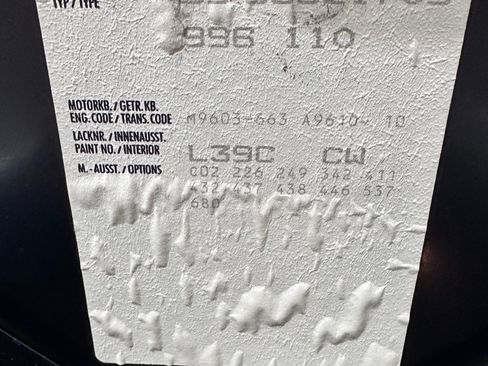 TYP / TYPE
996 110
MOTORKB. / GETR. KB.
ENG. CODE / TRANS. CODE M9603-663 A9610- 10
LACKNR. / INNENAUSST.
PAINT NO. / INTERIOR L39C CW
M. - AUSST. / OPTIONS C02 226 249 342 411
432 437 438 446 537
680